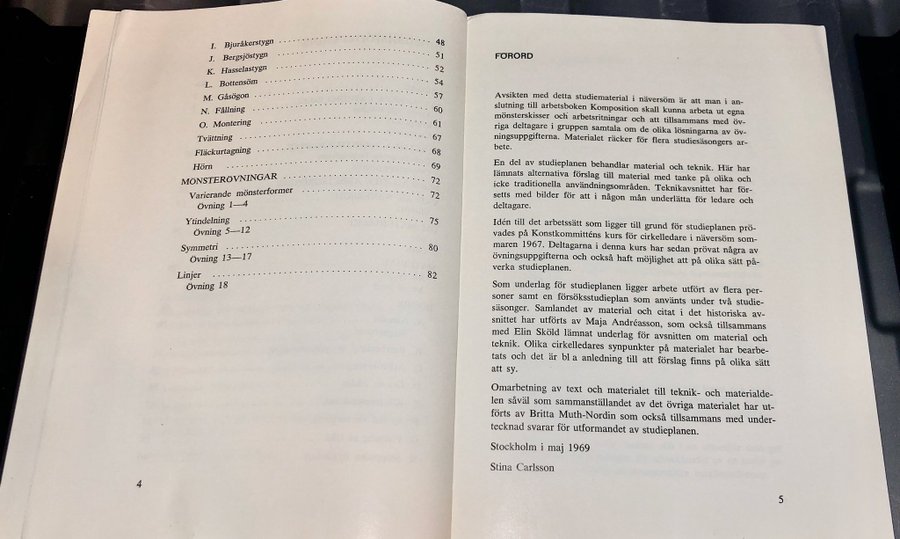 I. Bjuråkerstygn 48
J. Bergsjöstygn 51
K. Hasselastygn 52
L. Bottensöm 54
M. Gåsögon 57
N. Fållning 60
O. Montering 61
Tvättning 67
Fläckurtagning 68
Hörn 69
MÖNSTERÖVNINGAR 72
Varierande mönsterformer 72
Övning 1—4
Ytindelning 75
Övning 5—12
Symmetri 80
Övning 13—17
Linjer 82
Övning 18
4
FÖRORD
Avsikten med detta studiematerial i näversöm är att man i an-
slutning till arbetsboken Komposition skall kunna arbeta ut egna
mönsterskisser och arbetsritningar och att tillsammans med öv-
riga deltagare i gruppen samtala om de olika lösningarna av öv-
ningsuppgifterna. Materialet räcker för flera studiesäsongers ar-
bete.
En del av studieplanen behandlar material och teknik. Här har
lämnats alternativa förslag till material med tanke på olika och
icke traditionella användningsområden. Teknikavsnittet har för-
setts med bilder för att i någon mån underlätta för ledare och
deltagare.
Idén till det arbetssätt som ligger till grund för studieplanen prö-
vades på Konstkommitténs kurs för cirkelledare i näversöm som-
maren 1967. Deltagarna i denna kurs har sedan prövat några av
övningsuppgifterna och också haft möjlighet att på olika sätt på-
verka studieplanen.
Som underlag för studieplanen ligger arbete utfört av flera per-
soner samt en försöksstudieplan som använts under två studie-
säsonger. Samlandet av material och citat i det historiska av-
snittet har utförts av Maja Andréasson, som också tillsammans
med Elin Sköld lämnat underlag för avsnitten om material och
teknik. Olika cirkelledares synpunkter på materialet har bearbe-
tats och det är bl a anledning till att förslag finns på olika sätt
att sy.
Omarbetning av text och materialet till teknik- och materialde-
len såväl som sammanställandet av det övriga materialet har ut-
förts av Britta Muth-Nordin som också tillsammans med under-
tecknad svarar för utformandet av studieplanen.
Stockholm i maj 1969
Stina Carlsson
5